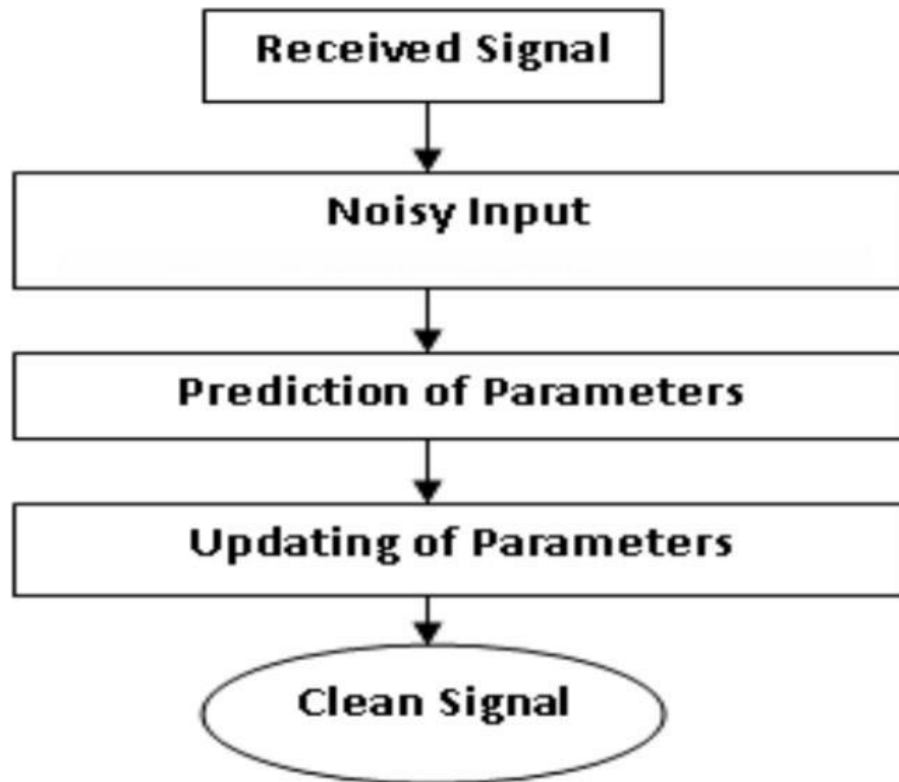 Received Signal
Noisy Input
Prediction of Parameters
Updating of Parameters
Clean Signal